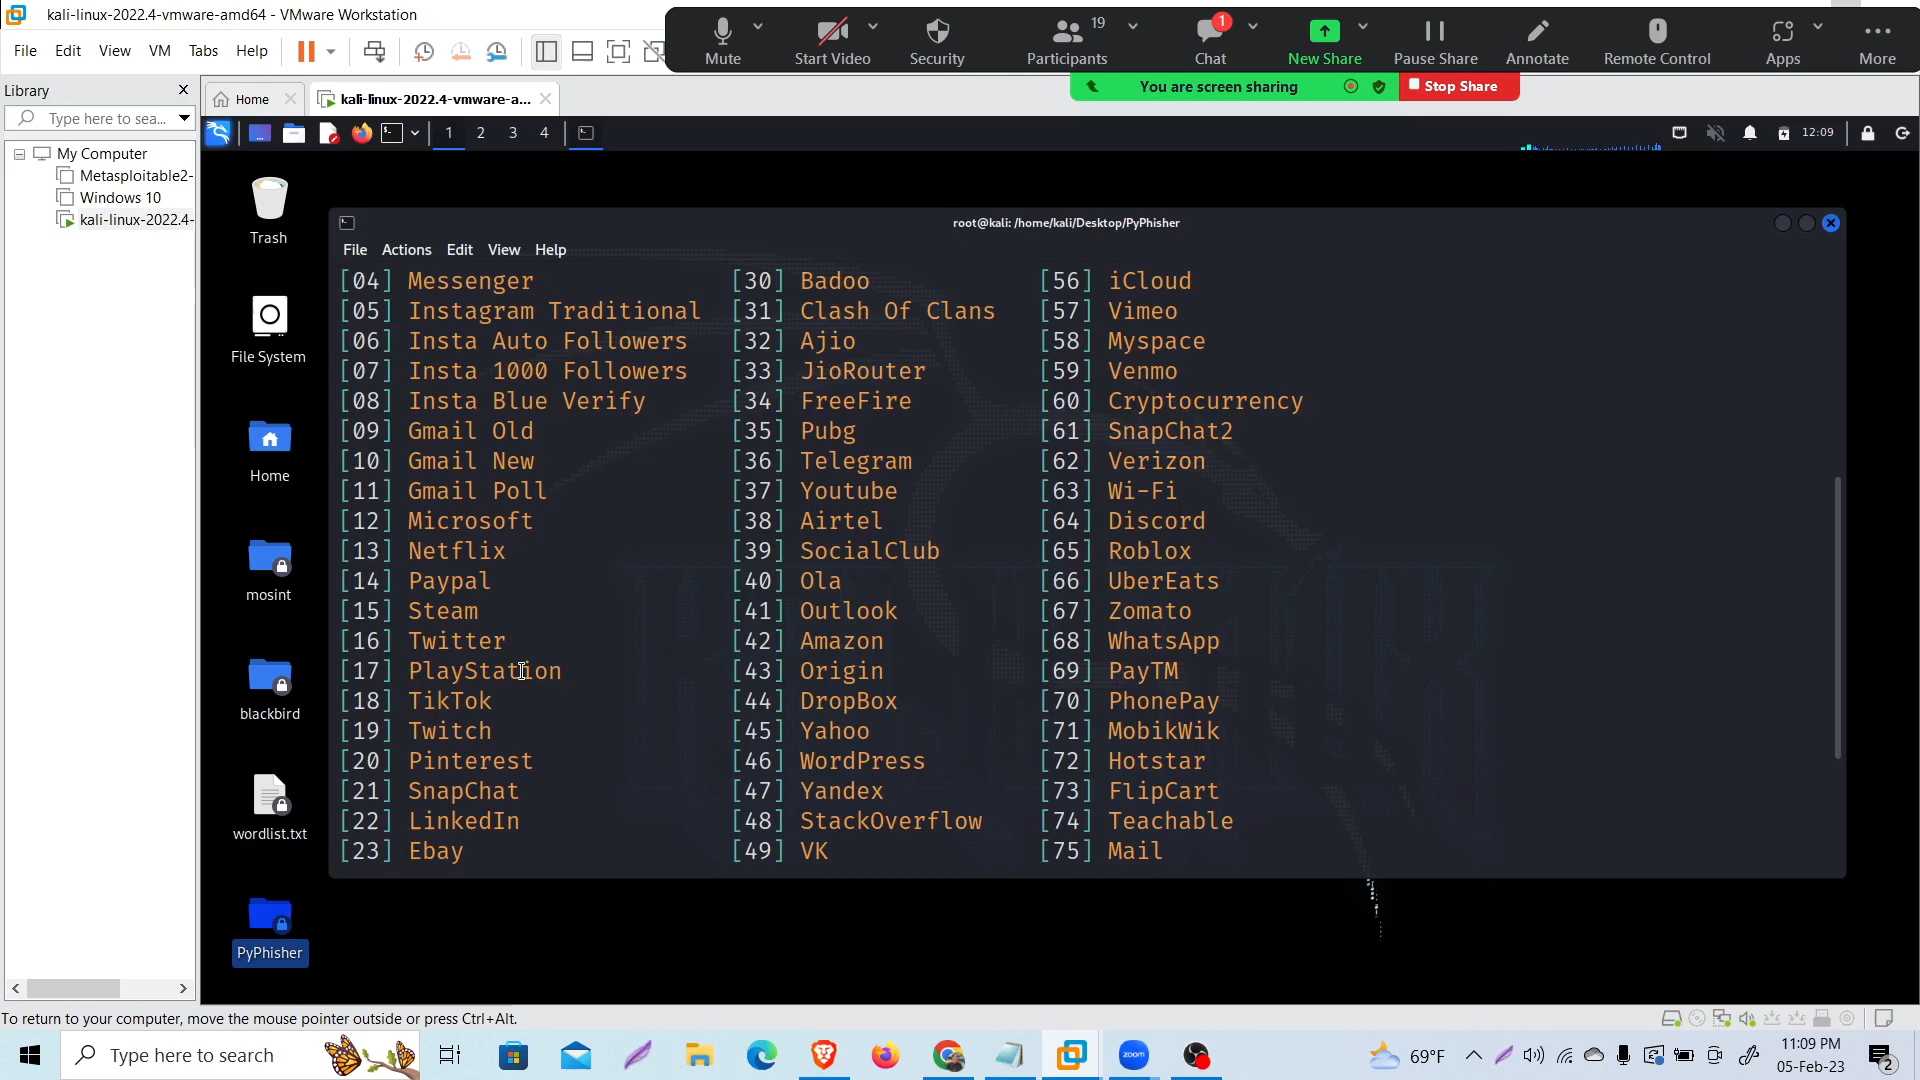 kali-linux-2022.4-vmware-amd64 - VMware Workstation
File Edit View VM Tabs Help
Mute
Start Video
Security
Participants 19
Chat 1
New Share
Pause Share
Annotate
Remote Control
Apps
More
You are screen sharing
Stop Share
Library
Type here to sea...
My Computer
Metasploitable2-
Windows 10
kali-linux-2022.4-
Home
kali-linux-2022.4-vmware-a...
1 2 3 4
12:09
Trash
File System
Home
mosint
blackbird
wordlist.txt
PyPhisher
root@kali: /home/kali/Desktop/PyPhisher
File Actions Edit View Help
[04] Messenger [30] Badoo [56] iCloud
[05] Instagram Traditional [31] Clash Of Clans [57] Vimeo
[06] Insta Auto Followers [32] Ajio [58] Myspace
[07] Insta 1000 Followers [33] JioRouter [59] Venmo
[08] Insta Blue Verify [34] FreeFire [60] Cryptocurrency
[09] Gmail Old [35] Pubg [61] SnapChat2
[10] Gmail New [36] Telegram [62] Verizon
[11] Gmail Poll [37] Youtube [63] Wi-Fi
[12] Microsoft [38] Airtel [64] Discord
[13] Netflix [39] SocialClub [65] Roblox
[14] Paypal [40] Ola [66] UberEats
[15] Steam [41] Outlook [67] Zomato
[16] Twitter [42] Amazon [68] WhatsApp
[17] PlayStation [43] Origin [69] PayTM
[18] TikTok [44] DropBox [70] PhonePay
[19] Twitch [45] Yahoo [71] MobikWik
[20] Pinterest [46] WordPress [72] Hotstar
[21] SnapChat [47] Yandex [73] FlipCart
[22] LinkedIn [48] StackOverflow [74] Teachable
[23] Ebay [49] VK [75] Mail
To return to your computer, move the mouse pointer outside or press Ctrl+Alt.
Type here to search
zoom
69°F
11:09 PM
05-Feb-23
2